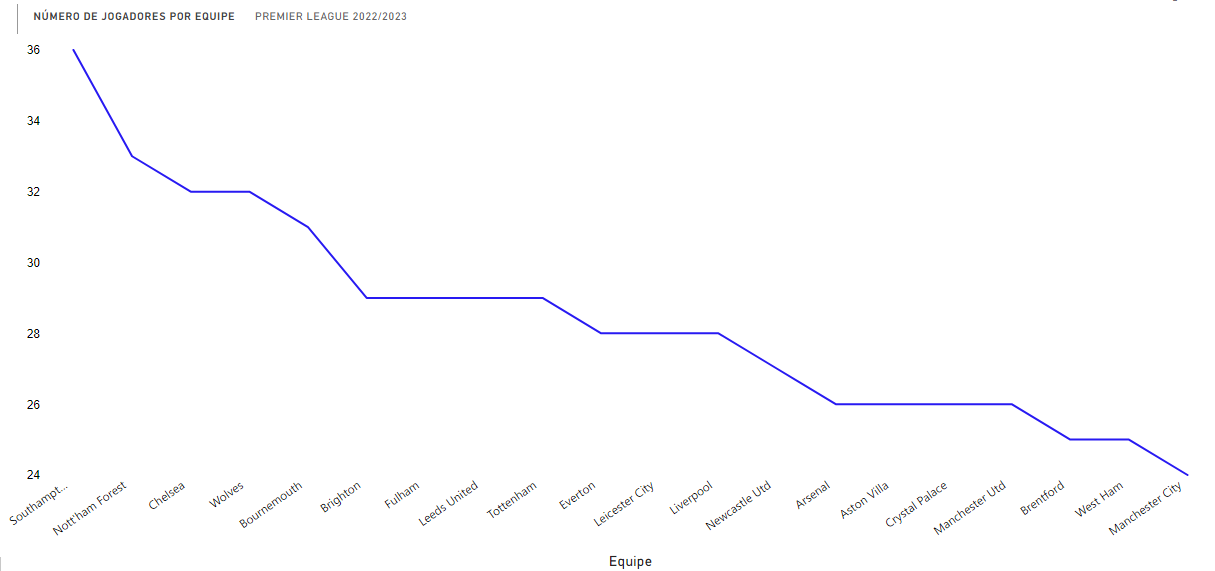 NÚMERO DE JOGADORES POR EQUIPE PREMIER LEAGUE 2022/2023
36
34
32
30
28
26
24
Southampt...
Nott'ham Forest
Chelsea
Wolves
Bournemouth
Brighton
Fulham
Leeds United
Tottenham
Everton
Leicester City
Liverpool
Newcastle Utd
Arsenal
Aston Villa
Crystal Palace
Manchester Utd
Brentford
West Ham
Manchester City
Equipe